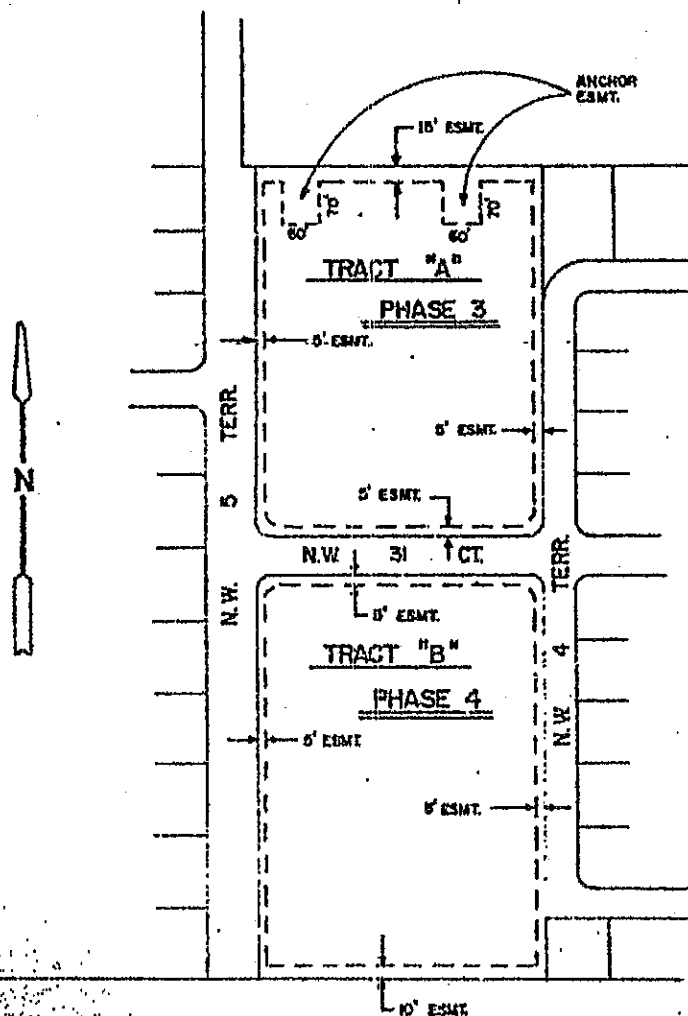 ANCHOR
ESMT.
15' ESMT.
70'
60'
70'
60'
TRACT "A"
PHASE 3
5' ESMT.
5' ESMT.
5' ESMT.
N.W. 5 TERR.
N
N.W. 31 CT.
5' ESMT.
TRACT "B"
PHASE 4
N.W. 4 TERR.
5' ESMT.
5' ESMT.
10' ESMT.